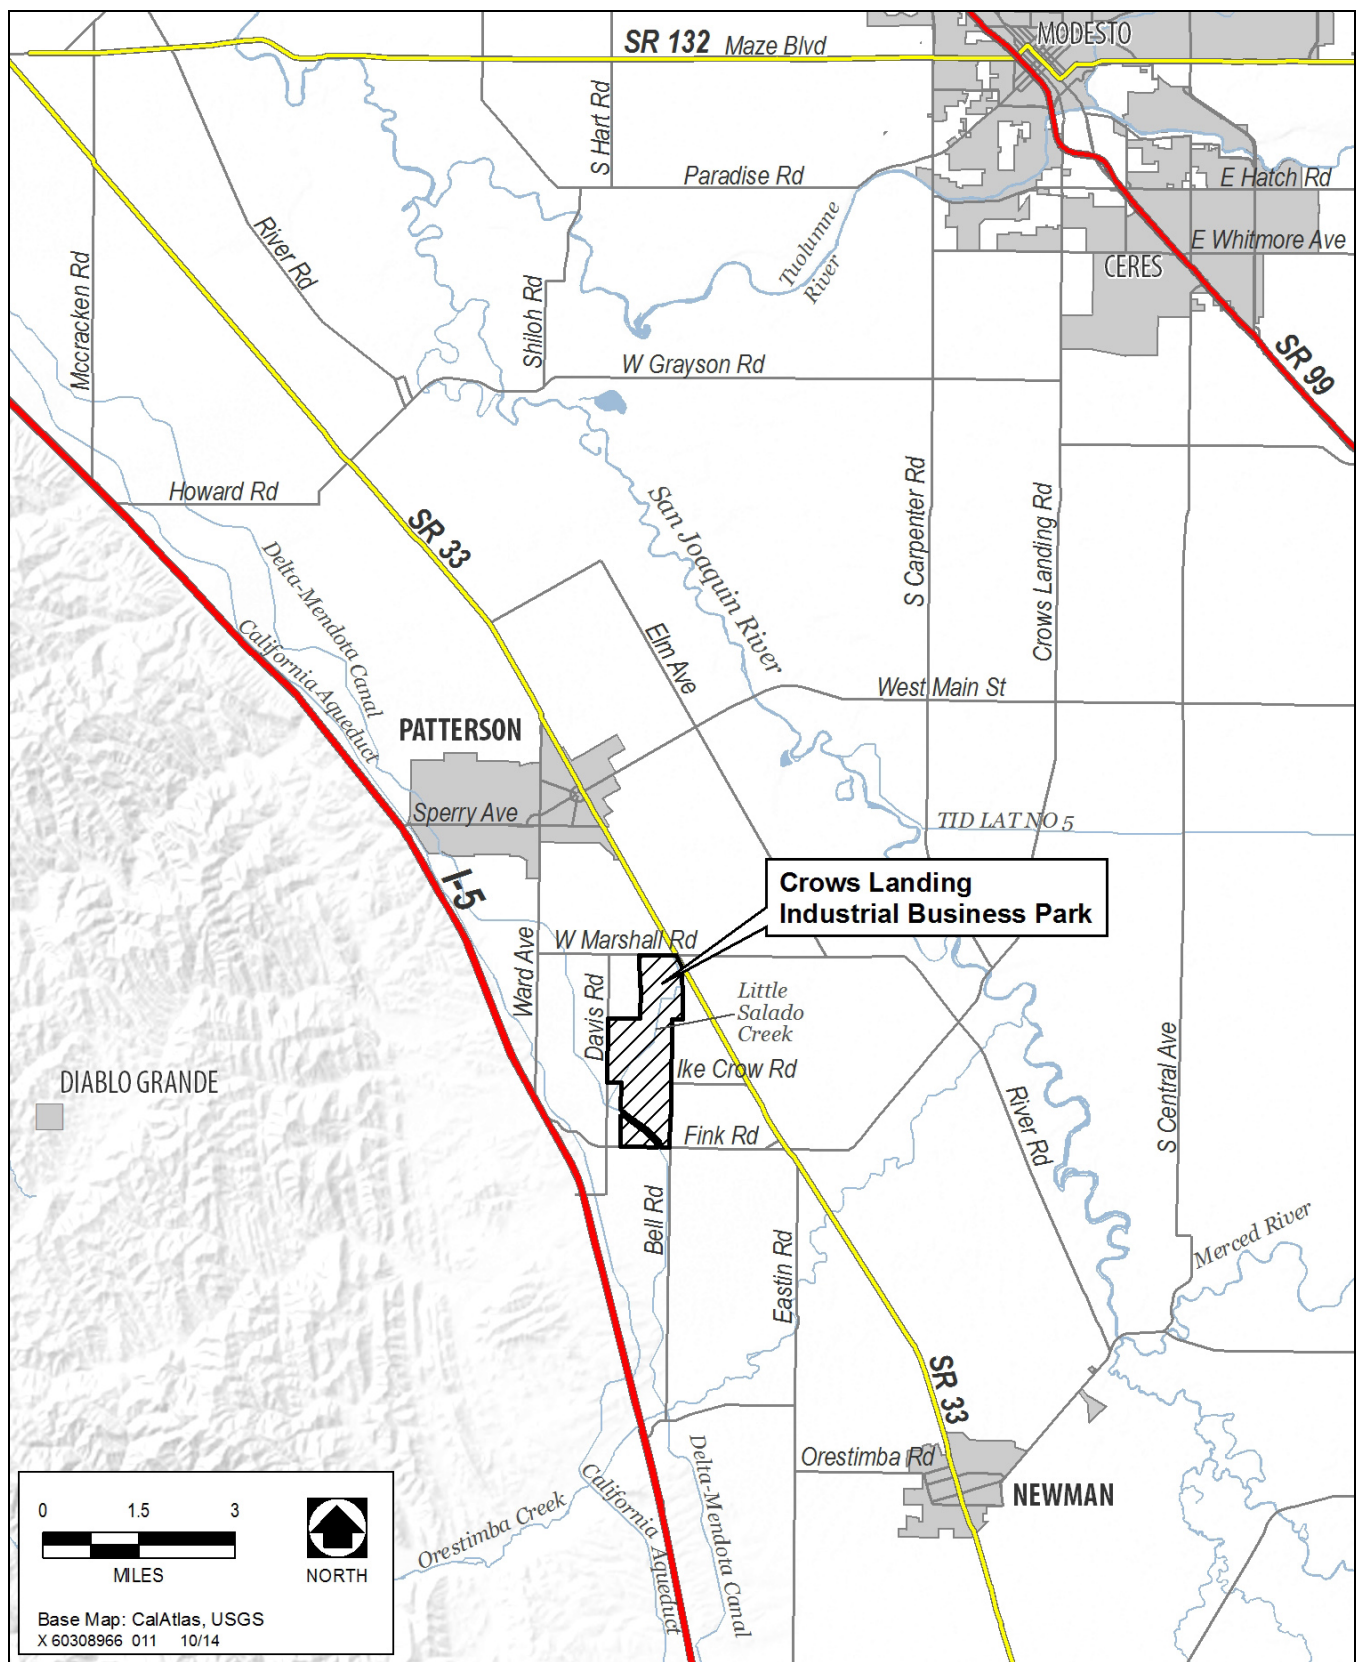 MODESTO
SR 132 Maze Blvd
S Hart Rd
Paradise Rd
E Hatch Rd
E Whitmore Ave
CERES
Tuolumne
River
River Rd
Mccracken Rd
Shiloh Rd
W Grayson Rd
SR 99
Howard Rd
SR 33
San Joaquin River
S Carpenter Rd
Crows Landing Rd
Delta-Mendota Canal
California Aqueduct
Elm Ave
West Main St
PATTERSON
Sperry Ave
TID LAT NO 5
I-5
Crows Landing
Industrial Business Park
W Marshall Rd
Ward Ave
Davis Rd
Little
Salado
Creek
Ike Crow Rd
DIABLO GRANDE
Fink Rd
River Rd
S Central Ave
Bell Rd
Eastin Rd
Merced River
SR 33
Orestimba Rd
NEWMAN
Orestimba Creek
California Aqueduct
Delta-Mendota Canal
0 1.5 3
MILES
NORTH
Base Map: CalAtlas, USGS
X 60308966 011 10/14